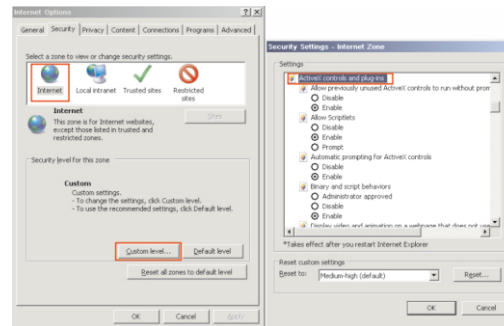 Internet Options
General Security Privacy Content Connections Programs Advanced
Select a zone to view or change security settings.
Internet Local intranet Trusted sites Restricted sites
Internet
This zone is for Internet websites,
except those listed in trusted and
restricted zones.
Sites
Security level for this zone
Custom
Custom settings.
- To change the settings, click Custom level.
- To use the recommended settings, click Default level.
Custom level... Default level
Reset all zones to default level
OK Cancel Apply
Security Settings - Internet Zone
Settings
ActiveX controls and plug-ins
Allow previously unused ActiveX controls to run without prom
Disable
Enable
Allow Scriptlets
Disable
Enable
Prompt
Automatic prompting for ActiveX controls
Disable
Enable
Binary and script behaviors
Administrator approved
Disable
Enable
Display video and animation on a webpage that does not use
*Takes effect after you restart Internet Explorer
Reset custom settings
Reset to: Medium-high (default) Reset...
OK Cancel